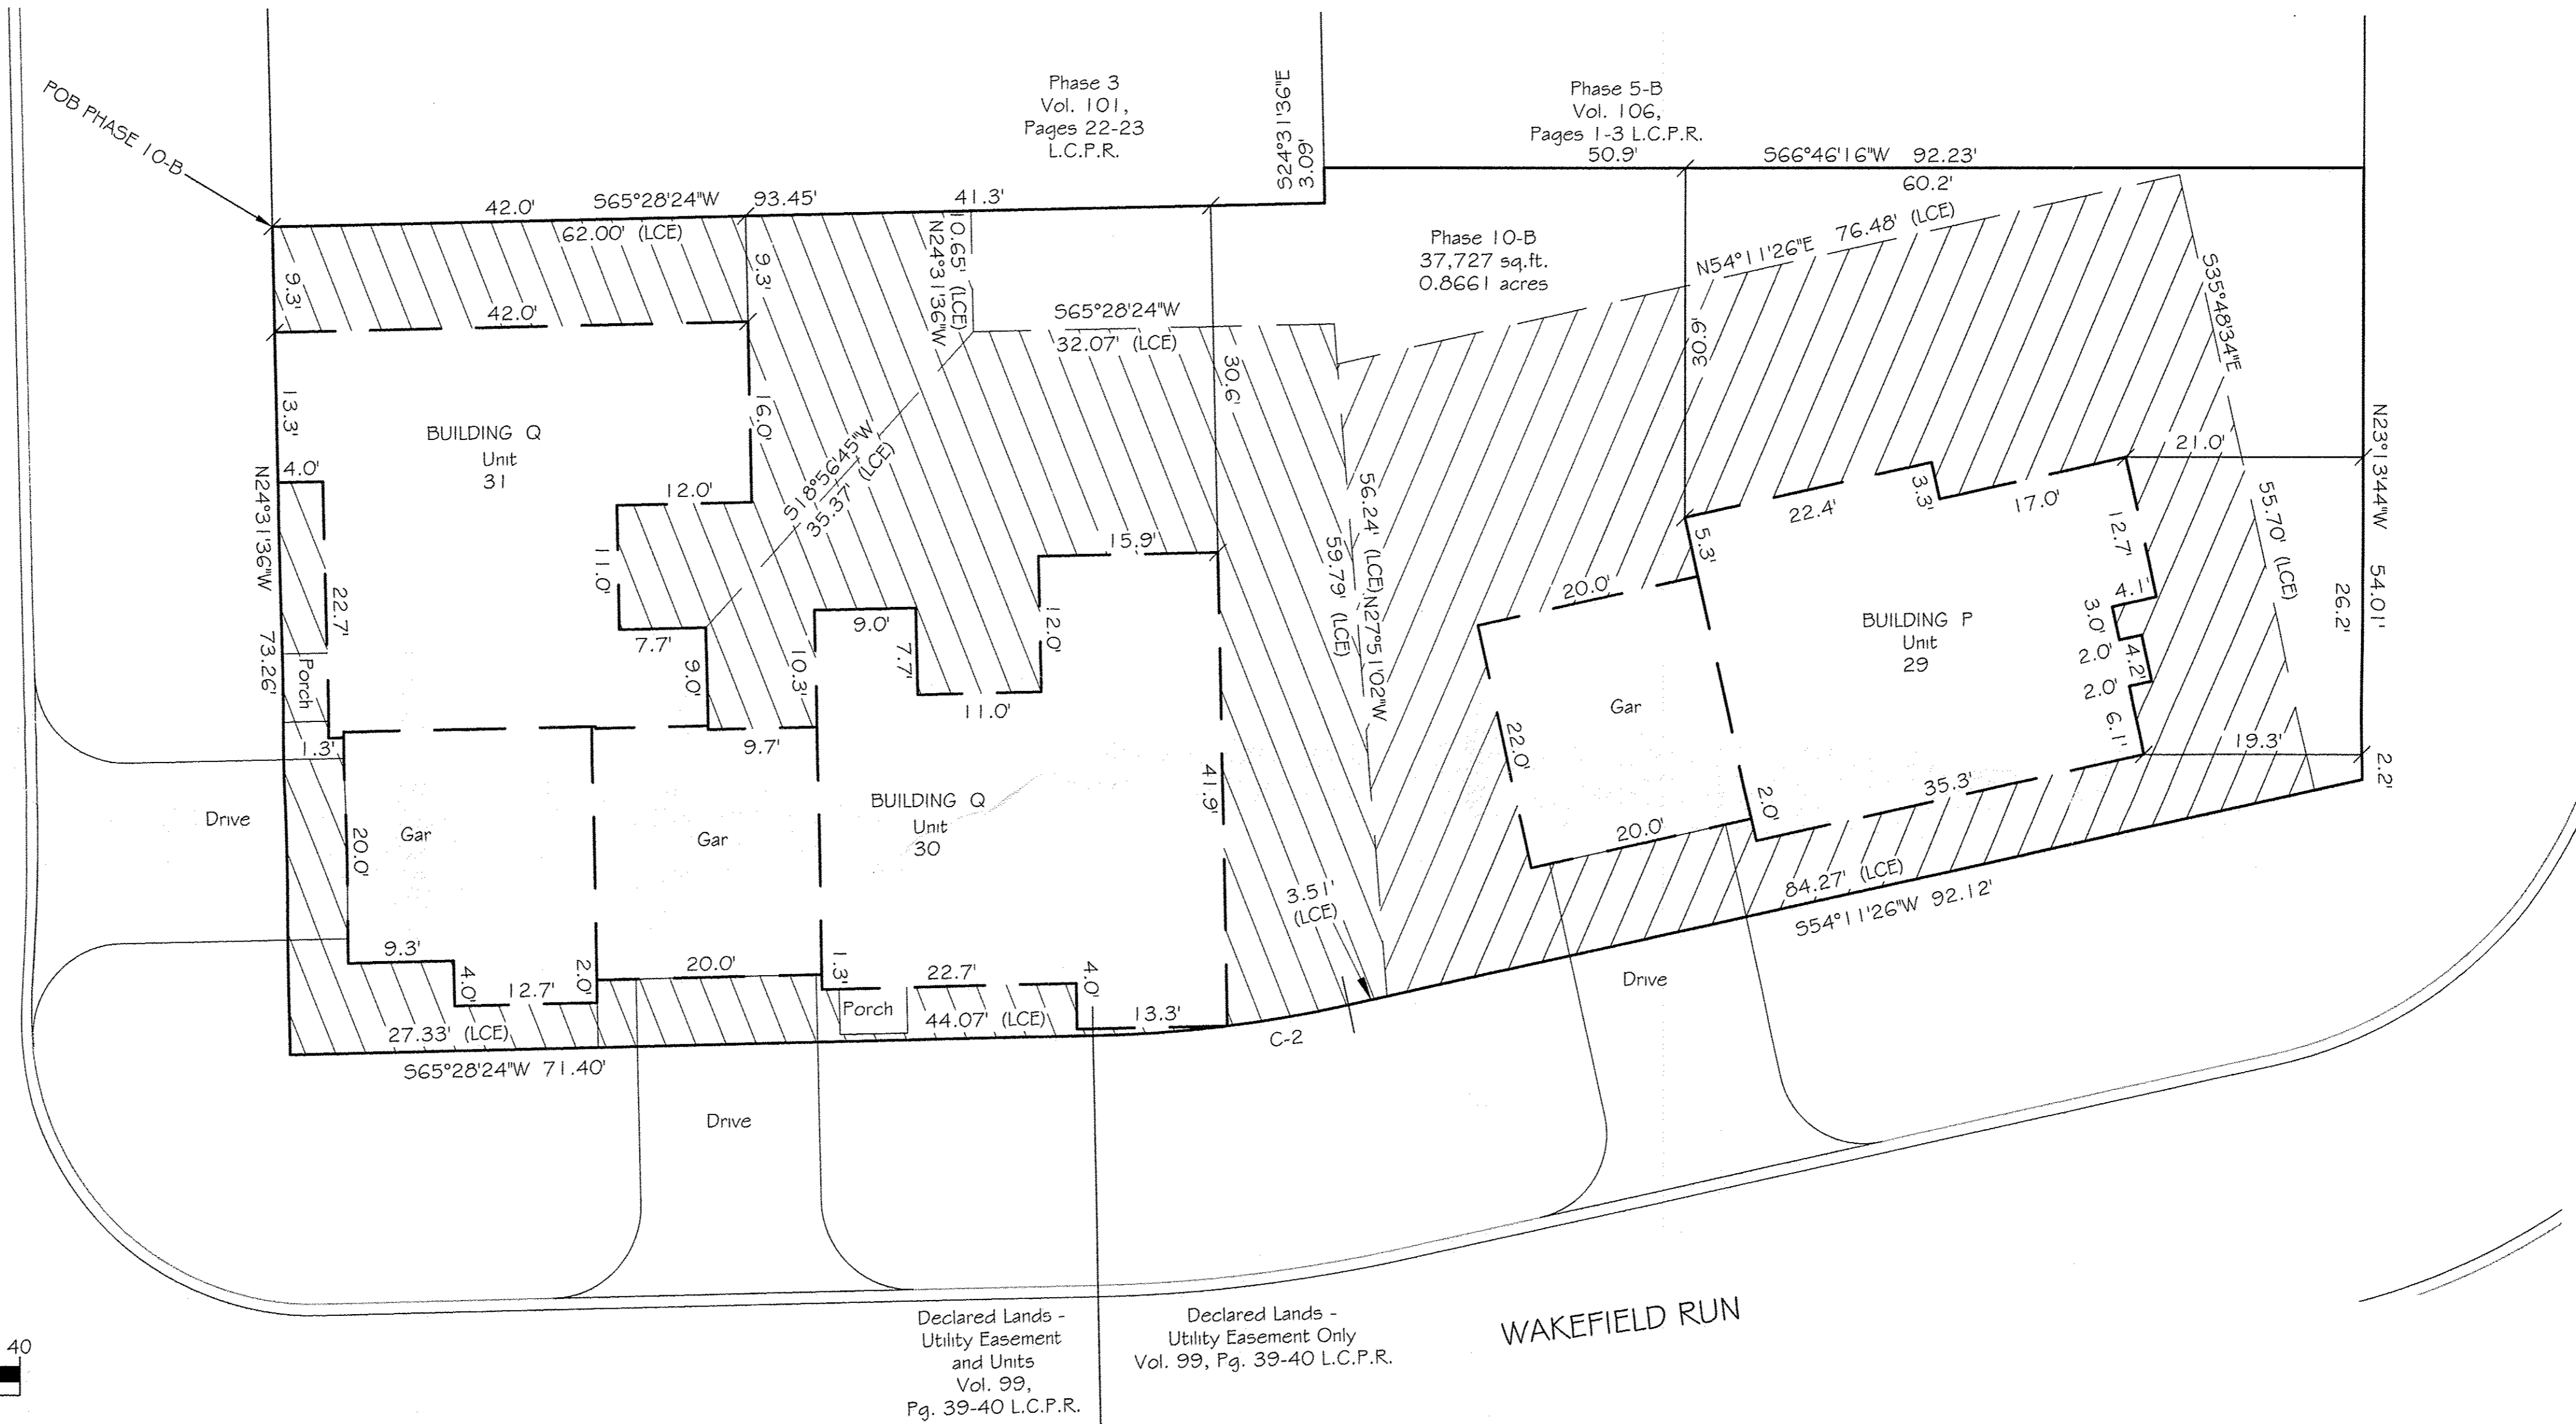 POB PHASE 10-B
Phase 3
Vol. 101,
Pages 22-23
L.C.P.R.
S24°31'36"E
3.09'
Phase 5-B
Vol. 106,
Pages 1-3 L.C.P.R.
50.9'
S66°46'16"W 92.23'
60.2'
42.0'
S65°28'24"W 93.45'
41.3'
62.00' (LCE)
9.3'
42.0'
9.3'
N24°31'36"W
10.65' (LCE)
Phase 10-B
37,727 sq.ft.
0.8661 acres
N54°11'26"E 76.48' (LCE)
S35°48'34"E
55.70' (LCE)
S65°28'24"W
32.07' (LCE)
30.6'
30.9'
13.3'
BUILDING Q
Unit
31
16.0'
S18°56'45"W
35.37' (LCE)
4.0'
12.0'
11.0'
7.7'
9.0'
22.7'
N24°31'36"W 73.26'
Porch
1.3'
9.7'
10.3'
9.0'
7.7'
11.0'
12.0'
15.9'
56.24' (LCE)
59.79' (LCE)
N27°51'02"W
21.0'
N23°13'44"W 54.01'
26.2'
22.4'
3.3'
17.0'
5.3'
12.7'
4.1'
3.0'
2.0'
4.2'
2.0'
6.1'
20.0'
BUILDING P
Unit
29
Gar
22.0'
19.3'
2.2'
2.0'
35.3'
20.0'
84.27' (LCE)
S54°11'26"W 92.12'
Drive
Gar
20.0'
Gar
BUILDING Q
Unit
30
41.9'
3.51'
(LCE)
9.3'
4.0'
12.7'
2.0'
20.0'
1.3'
22.7'
4.0'
Porch
44.07' (LCE)
13.3'
27.33' (LCE)
S65°28'24"W 71.40'
C-2
Drive
Drive
WAKEFIELD RUN
Declared Lands -
Utility Easement
and Units
Vol. 99,
Pg. 39-40 L.C.P.R.
Declared Lands -
Utility Easement Only
Vol. 99, Pg. 39-40 L.C.P.R.
40